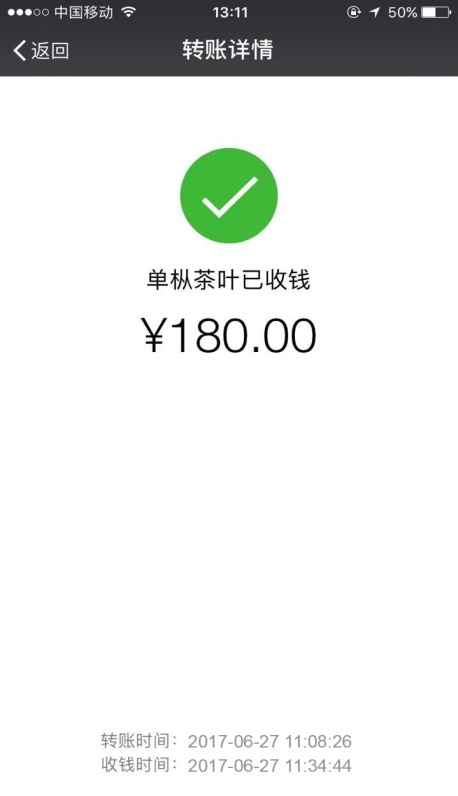 中国移动 13:11 50%
返回 转账详情
单枞茶叶已收钱
¥180.00
转账时间：2017-06-27 11:08:26
收钱时间：2017-06-27 11:34:44